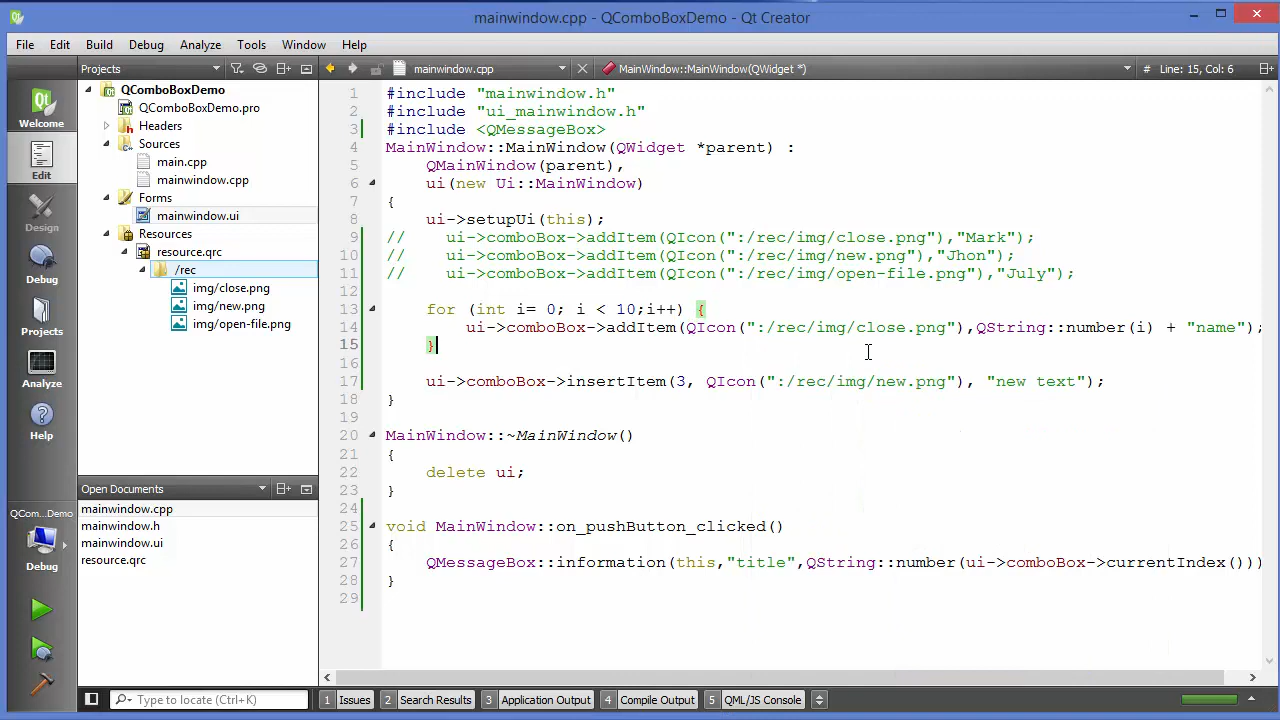 mainwindow.cpp - QComboBoxDemo - Qt Creator
File Edit Build Debug Analyze Tools Window Help
Projects
mainwindow.cpp
MainWindow::MainWindow(QWidget *)
# Line: 15, Col: 6
Qt
Welcome
Edit
Design
Debug
Projects
Analyze
Help
QCom...Demo
Debug
QComboBoxDemo
QComboBoxDemo.pro
Headers
Sources
main.cpp
mainwindow.cpp
Forms
mainwindow.ui
Resources
resource.qrc
/rec
img/close.png
img/new.png
img/open-file.png
Open Documents
mainwindow.cpp
mainwindow.h
mainwindow.ui
resource.qrc
1 #include "mainwindow.h"
2 #include "ui_mainwindow.h"
3 #include <QMessageBox>
4 MainWindow::MainWindow(QWidget *parent) :
5 QMainWindow(parent),
6 ui(new Ui::MainWindow)
7 {
8 ui->setupUi(this);
9 // ui->comboBox->addItem(QIcon(":/rec/img/close.png"),"Mark");
10 // ui->comboBox->addItem(QIcon(":/rec/img/new.png"),"Jhon");
11 // ui->comboBox->addItem(QIcon(":/rec/img/open-file.png"),"July");
12
13 for (int i= 0; i < 10;i++) {
14 ui->comboBox->addItem(QIcon(":/rec/img/close.png"),QString::number(i) + "name");
15 }
16
17 ui->comboBox->insertItem(3, QIcon(":/rec/img/new.png"), "new text");
18 }
19
20 MainWindow::~MainWindow()
21 {
22 delete ui;
23 }
24
25 void MainWindow::on_pushButton_clicked()
26 {
27 QMessageBox::information(this,"title",QString::number(ui->comboBox->currentIndex()))
28 }
29
Type to locate (Ctrl+K)
1 Issues 2 Search Results 3 Application Output 4 Compile Output 5 QML/JS Console